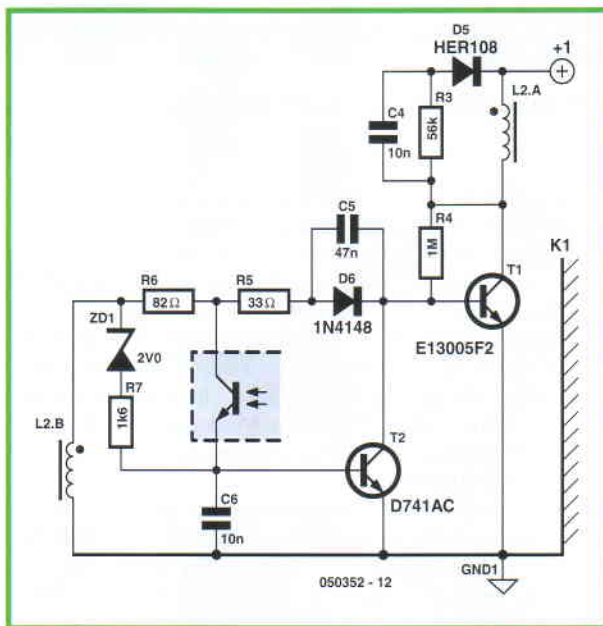 D5
HER108
+1
R3
56k
L2.A
C4
10n
C5
47n
R4
1M
K1
R6
82Ω
R5
33Ω
D6
1N4148
T1
E13005F2
ZD1
2V0
R7
1k6
L2.B
T2
D741AC
C6
10n
050352 - 12
GND1